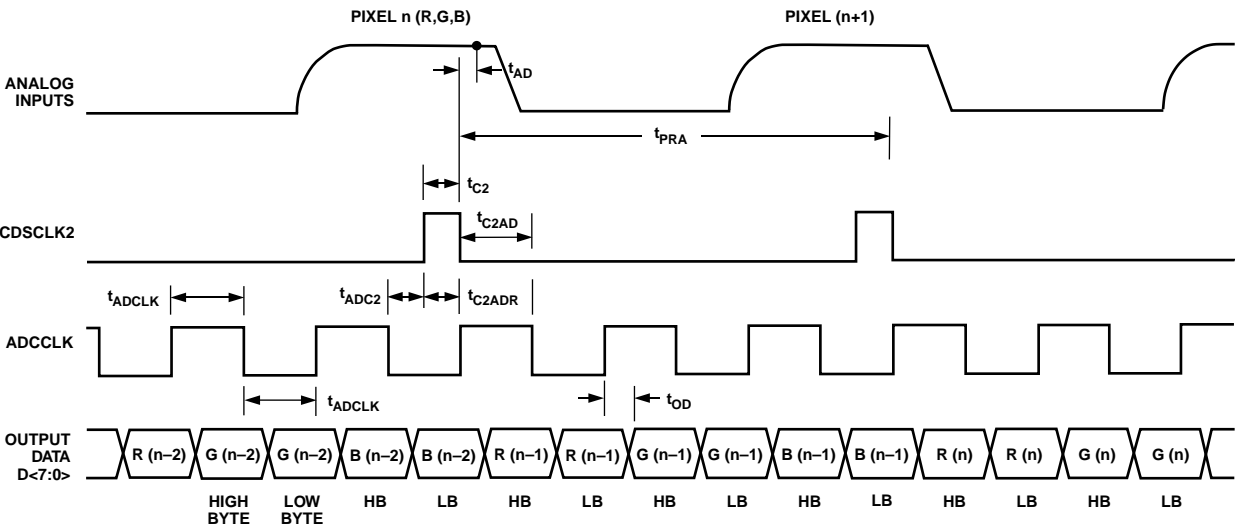 PIXEL n (R,G,B)
PIXEL (n+1)
ANALOG
INPUTS
tAD
tPRA
tC2
CDSCLK2
tC2AD
tADCLK
tADC2
tC2ADR
ADCCLK
tADCLK
tOD
OUTPUT
DATA
D<7:0>
R (n–2) G (n–2) G (n–2) B (n–2) B (n–2) R (n–1) R (n–1) G (n–1) G (n–1) B (n–1) B (n–1) R (n) R (n) G (n) G (n)
HIGH
BYTE
LOW
BYTE
HB LB HB LB HB LB HB LB HB LB HB LB